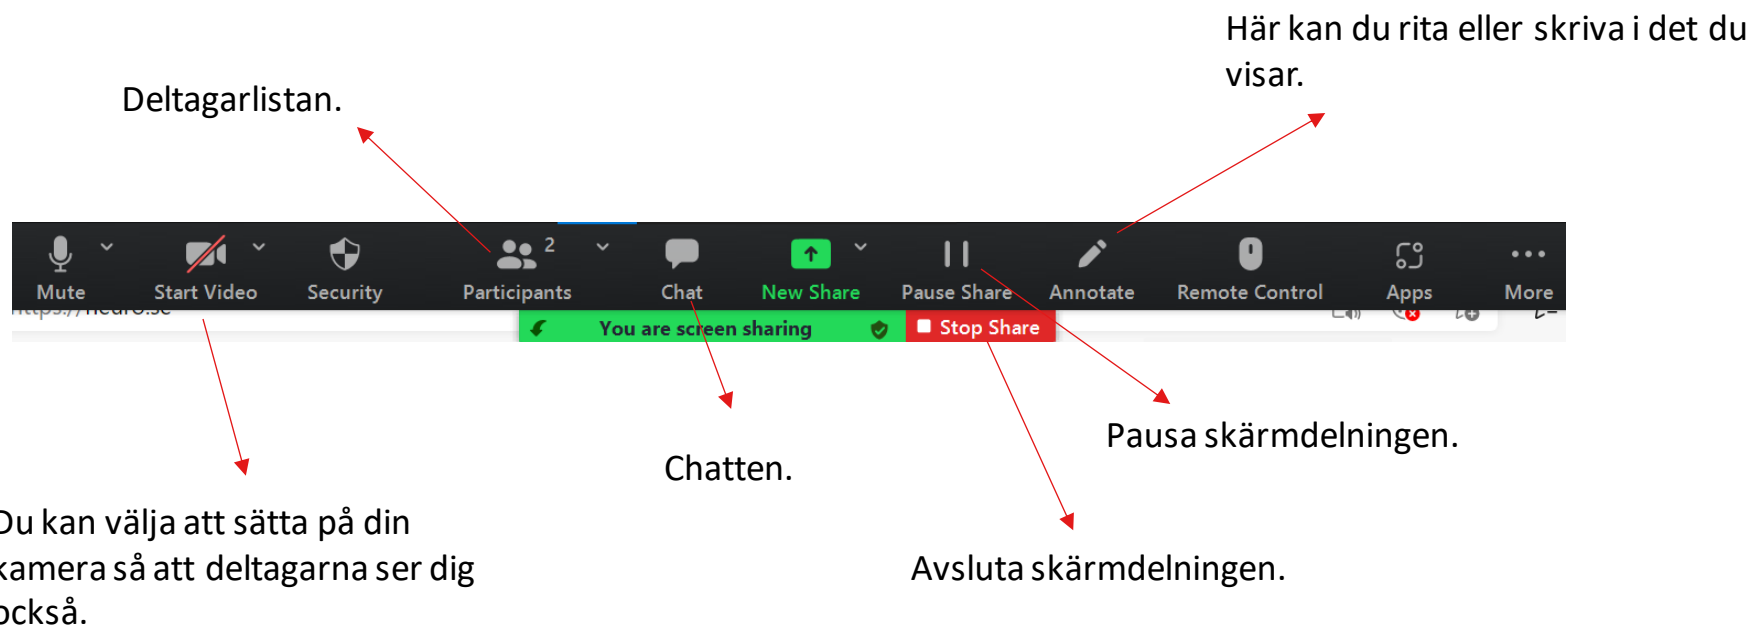 Här kan du rita eller skriva i det du
visar.
Deltagarlistan.
2
Mute Start Video Security Participants Chat New Share Pause Share Annotate Remote Control Apps More
You are screen sharing Stop Share
Pausa skärmdelningen.
Chatten.
Du kan välja att sätta på din
kamera så att deltagarna ser dig
också.
Avsluta skärmdelningen.